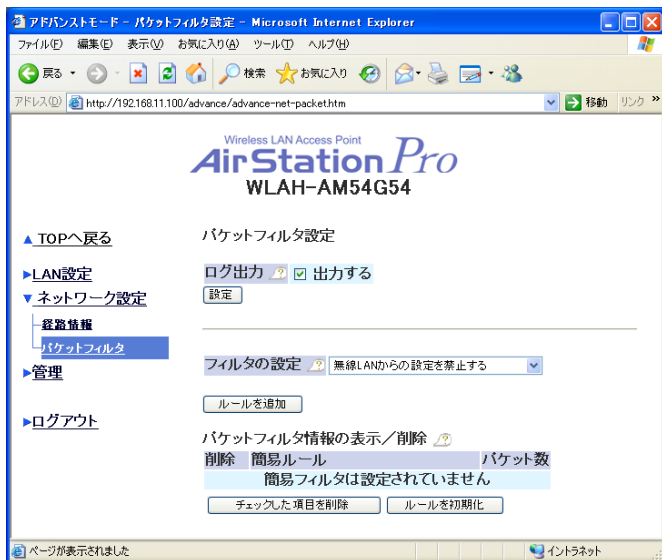 アドバンストモード - パケットフィルタ設定 - Microsoft Internet Explorer
ファイル(F) 編集(E) 表示(V) お気に入り(A) ツール(T) ヘルプ(H)
戻る 検索 お気に入り
アドレス(D) http://192.168.11.100/advance/advance-net-packet.htm 移動 リンク »
Wireless LAN Access Point
AirStation Pro
WLAH-AM54G54
▲ TOPへ戻る
パケットフィルタ設定
►LAN設定
ログ出力 ? 出力する
▼ ネットワーク設定
設定
経路情報
パケットフィルタ
フィルタの設定 ? 無線LANからの設定を禁止する
►管理
ルールを追加
►ログアウト
パケットフィルタ情報の表示/削除 ?
削除 簡易ルール パケット数
簡易フィルタは設定されていません
チェックした項目を削除 ルールを初期化
ページが表示されました イントラネット